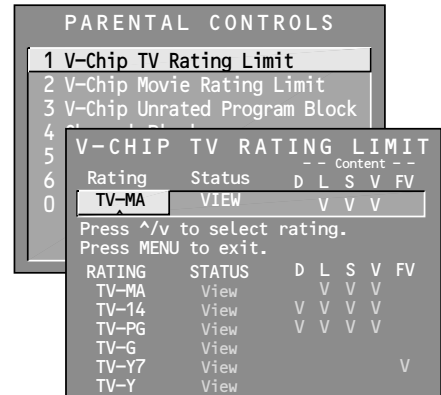 PARENTAL CONTROLS
1 V-Chip TV Rating Limit
2 V-Chip Movie Rating Limit
3 V-Chip Unrated Program Block
4
5
6
0
V-CHIP TV RATING LIMIT
- - Content - -
Rating Status D L S V FV
TV-MA VIEW V V V
Press ^/v to select rating.
Press MENU to exit.
RATING STATUS D L S V FV
TV-MA View V V V
TV-14 View V V V V
TV-PG View V V V V
TV-G View
TV-Y7 View V
TV-Y View